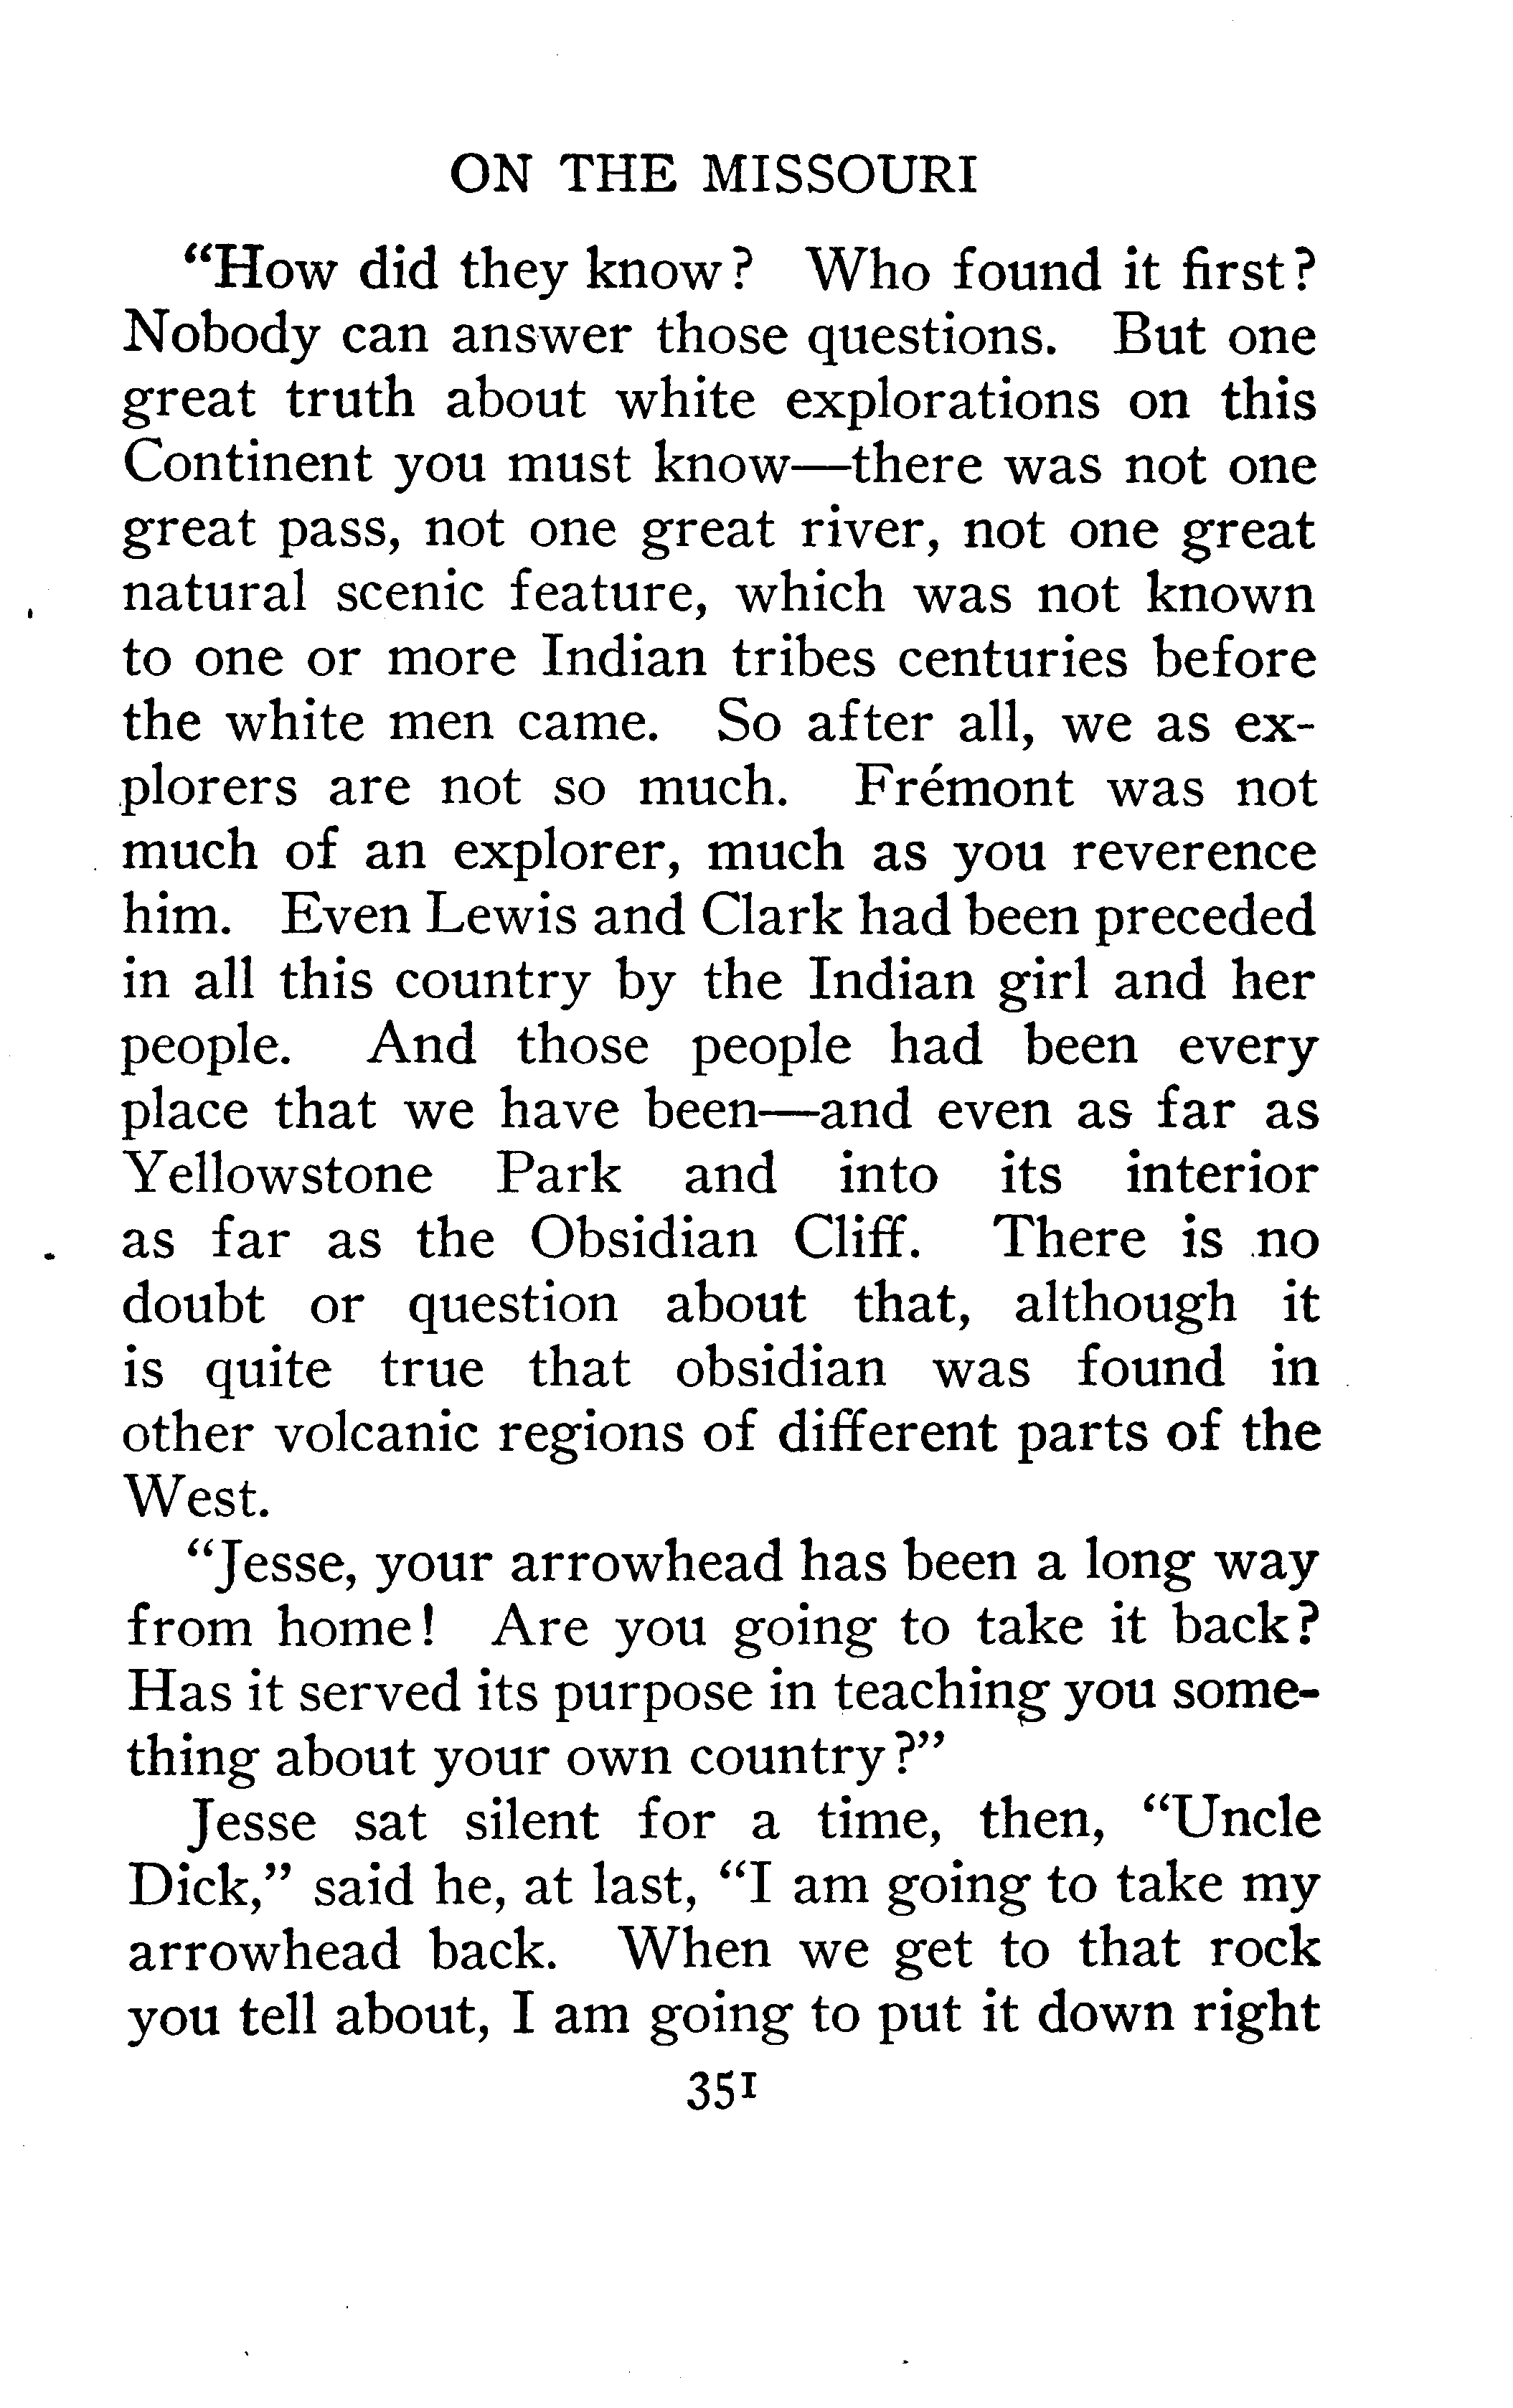 ON THE MISSOURI
“How did they know? Who found it first?
Nobody can answer those questions. But one
great truth about white explorations on this
Continent you must know—there was not one
great pass, not one great river, not one great
natural scenic feature, which was not known
to one or more Indian tribes centuries before
the white men came. So after all, we as ex-
plorers are not so much. Frémont was not
much of an explorer, much as you reverence
him. Even Lewis and Clark had been preceded
in all this country by the Indian girl and her
people. And those people had been every
place that we have been—and even as far as
Yellowstone Park and into its interior
as far as the Obsidian Cliff. There is no
doubt or question about that, although it
is quite true that obsidian was found in
other volcanic regions of different parts of the
West.
“Jesse, your arrowhead has been a long way
from home! Are you going to take it back?
Has it served its purpose in teaching you some-
thing about your own country?”
Jesse sat silent for a time, then, “Uncle
Dick,” said he, at last, “I am going to take my
arrowhead back. When we get to that rock
you tell about, I am going to put it down right
351